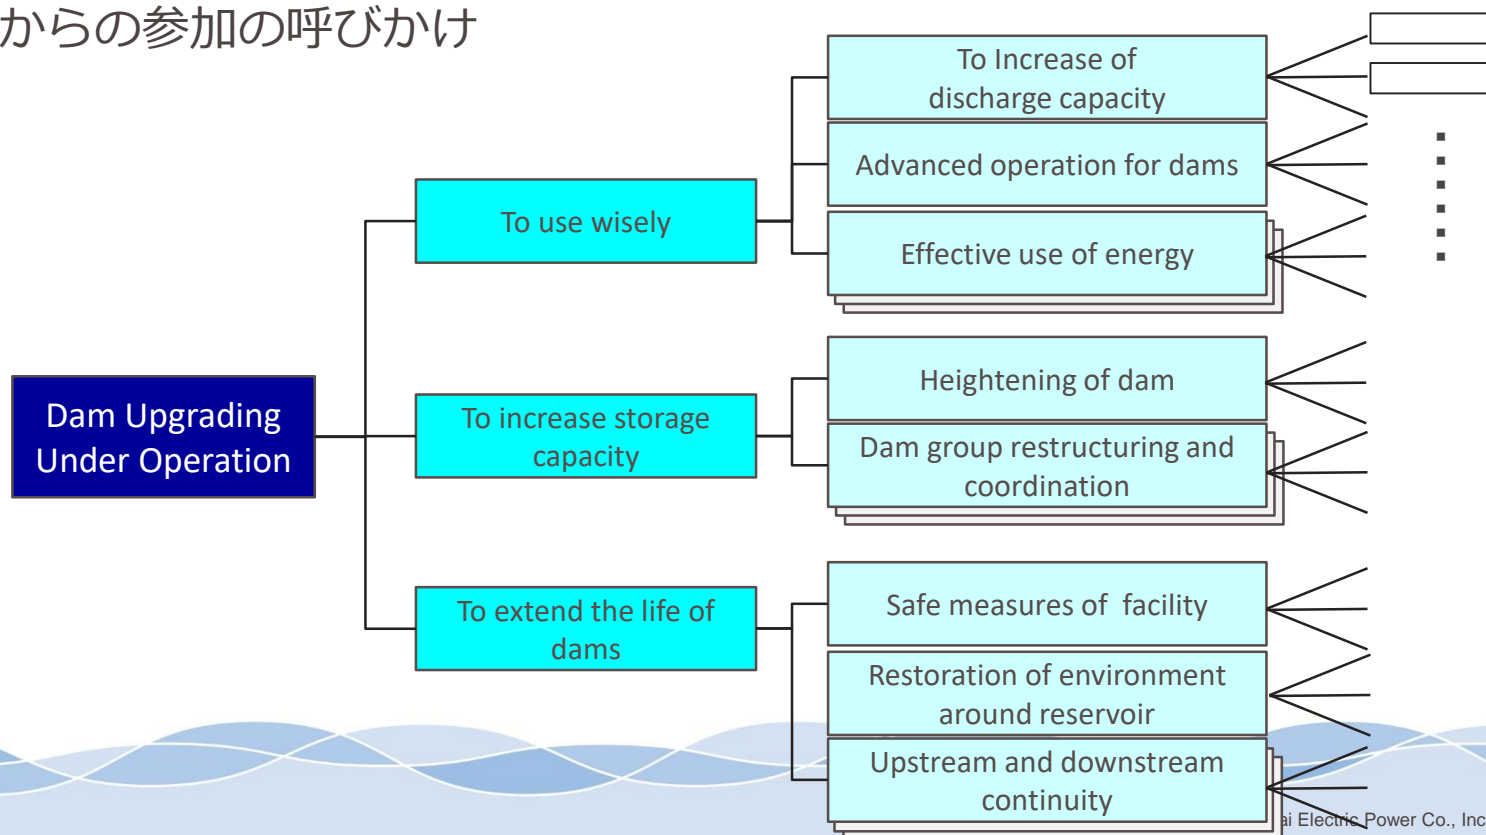 からの参加の呼びかけ
To Increase of
discharge capacity
Advanced operation for dams
To use wisely
Effective use of energy
Heightening of dam
Dam Upgrading
Under Operation
To increase storage
capacity
Dam group restructuring and
coordination
Safe measures of facility
To extend the life of
dams
Restoration of environment
around reservoir
Upstream and downstream
continuity
ai Electric Power Co., Inc